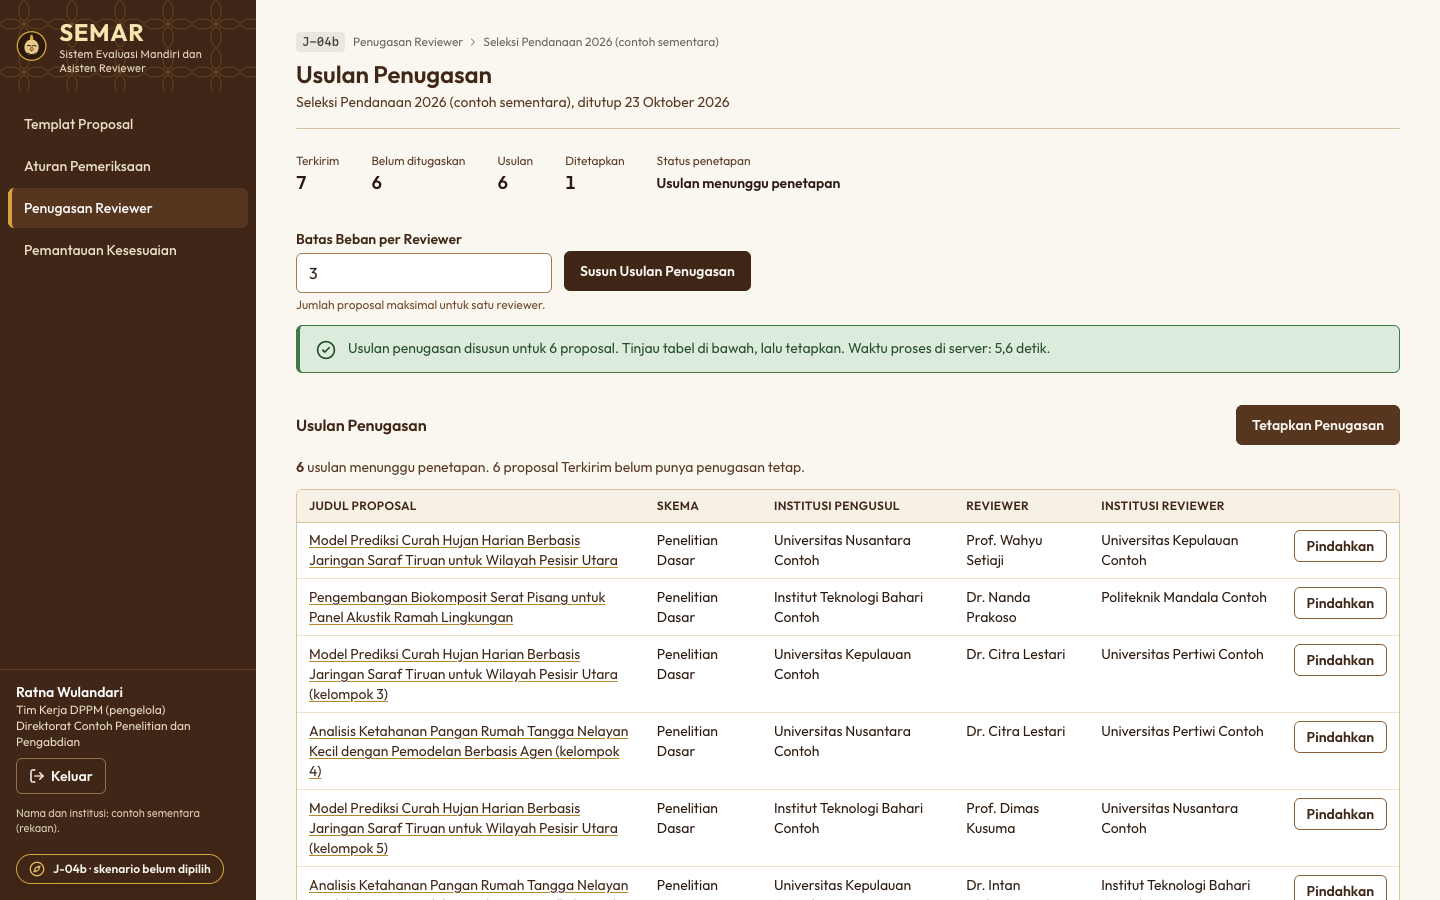 SEMAR
Sistem Evaluasi Mandiri dan
Asisten Reviewer
Templat Proposal
Aturan Pemeriksaan
Penugasan Reviewer
Pemantauan Kesesuaian
Ratna Wulandari
Tim Kerja DPPM (pengelola)
Direktorat Contoh Penelitian dan
Pengabdian
Keluar
Nama dan institusi: contoh sementara
(rekaan).
J-04b · skenario belum dipilih
J-04b Penugasan Reviewer > Seleksi Pendanaan 2026 (contoh sementara)
Usulan Penugasan
Seleksi Pendanaan 2026 (contoh sementara), ditutup 23 Oktober 2026
Terkirim Belum ditugaskan Usulan Ditetapkan Status penetapan
7 6 6 1 Usulan menunggu penetapan
Batas Beban per Reviewer
3 Susun Usulan Penugasan
Jumlah proposal maksimal untuk satu reviewer.
Usulan penugasan disusun untuk 6 proposal. Tinjau tabel di bawah, lalu tetapkan. Waktu proses di server: 5,6 detik.
Usulan Penugasan Tetapkan Penugasan
6 usulan menunggu penetapan. 6 proposal Terkirim belum punya penugasan tetap.
JUDUL PROPOSAL SKEMA INSTITUSI PENGUSUL REVIEWER INSTITUSI REVIEWER
Model Prediksi Curah Hujan Harian Berbasis Penelitian Universitas Nusantara Prof. Wahyu Universitas Kepulauan Pindahkan
Jaringan Saraf Tiruan untuk Wilayah Pesisir Utara Dasar Contoh Setiaji Contoh
Pengembangan Biokomposit Serat Pisang untuk Penelitian Institut Teknologi Bahari Dr. Nanda Politeknik Mandala Contoh Pindahkan
Panel Akustik Ramah Lingkungan Dasar Contoh Prakoso
Model Prediksi Curah Hujan Harian Berbasis Penelitian Universitas Kepulauan Dr. Citra Lestari Universitas Pertiwi Contoh Pindahkan
Jaringan Saraf Tiruan untuk Wilayah Pesisir Utara Dasar Contoh
(kelompok 3)
Analisis Ketahanan Pangan Rumah Tangga Nelayan Penelitian Universitas Nusantara Dr. Citra Lestari Universitas Pertiwi Contoh Pindahkan
Kecil dengan Pemodelan Berbasis Agen (kelompok Dasar Contoh
4)
Model Prediksi Curah Hujan Harian Berbasis Penelitian Institut Teknologi Bahari Prof. Dimas Universitas Nusantara Pindahkan
Jaringan Saraf Tiruan untuk Wilayah Pesisir Utara Dasar Contoh Kusuma Contoh
(kelompok 5)
Analisis Ketahanan Pangan Rumah Tangga Nelayan Penelitian Universitas Kepulauan Dr. Intan Institut Teknologi Bahari Pindahkan